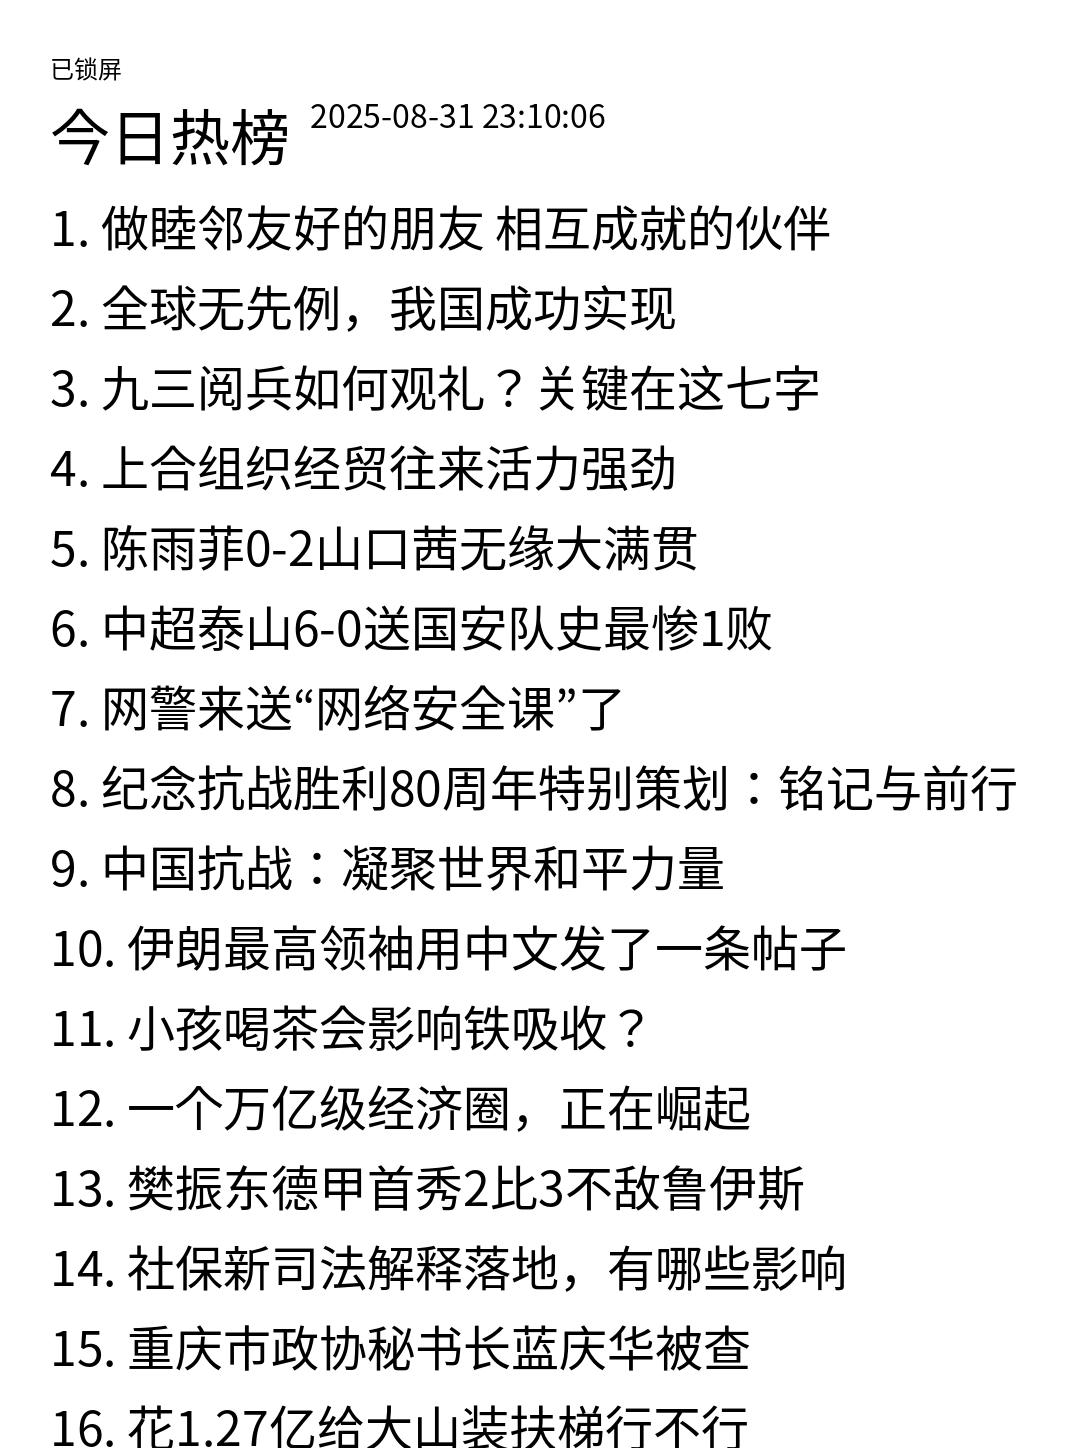 已锁屏
今日热榜 2025-08-31 23:10:06
1. 做睦邻友好的朋友 相互成就的伙伴
2. 全球无先例，我国成功实现
3. 九三阅兵如何观礼？关键在这七字
4. 上合组织经贸往来活力强劲
5. 陈雨菲0-2山口茜无缘大满贯
6. 中超泰山6-0送国安队史最惨1败
7. 网警来送“网络安全课”了
8. 纪念抗战胜利80周年特别策划：铭记与前行
9. 中国抗战：凝聚世界和平力量
10. 伊朗最高领袖用中文发了一条帖子
11. 小孩喝茶会影响铁吸收？
12. 一个万亿级经济圈，正在崛起
13. 樊振东德甲首秀2比3不敌鲁伊斯
14. 社保新司法解释落地，有哪些影响
15. 重庆市政协秘书长蓝庆华被查
16. 花1.27亿给大山装扶梯行不行